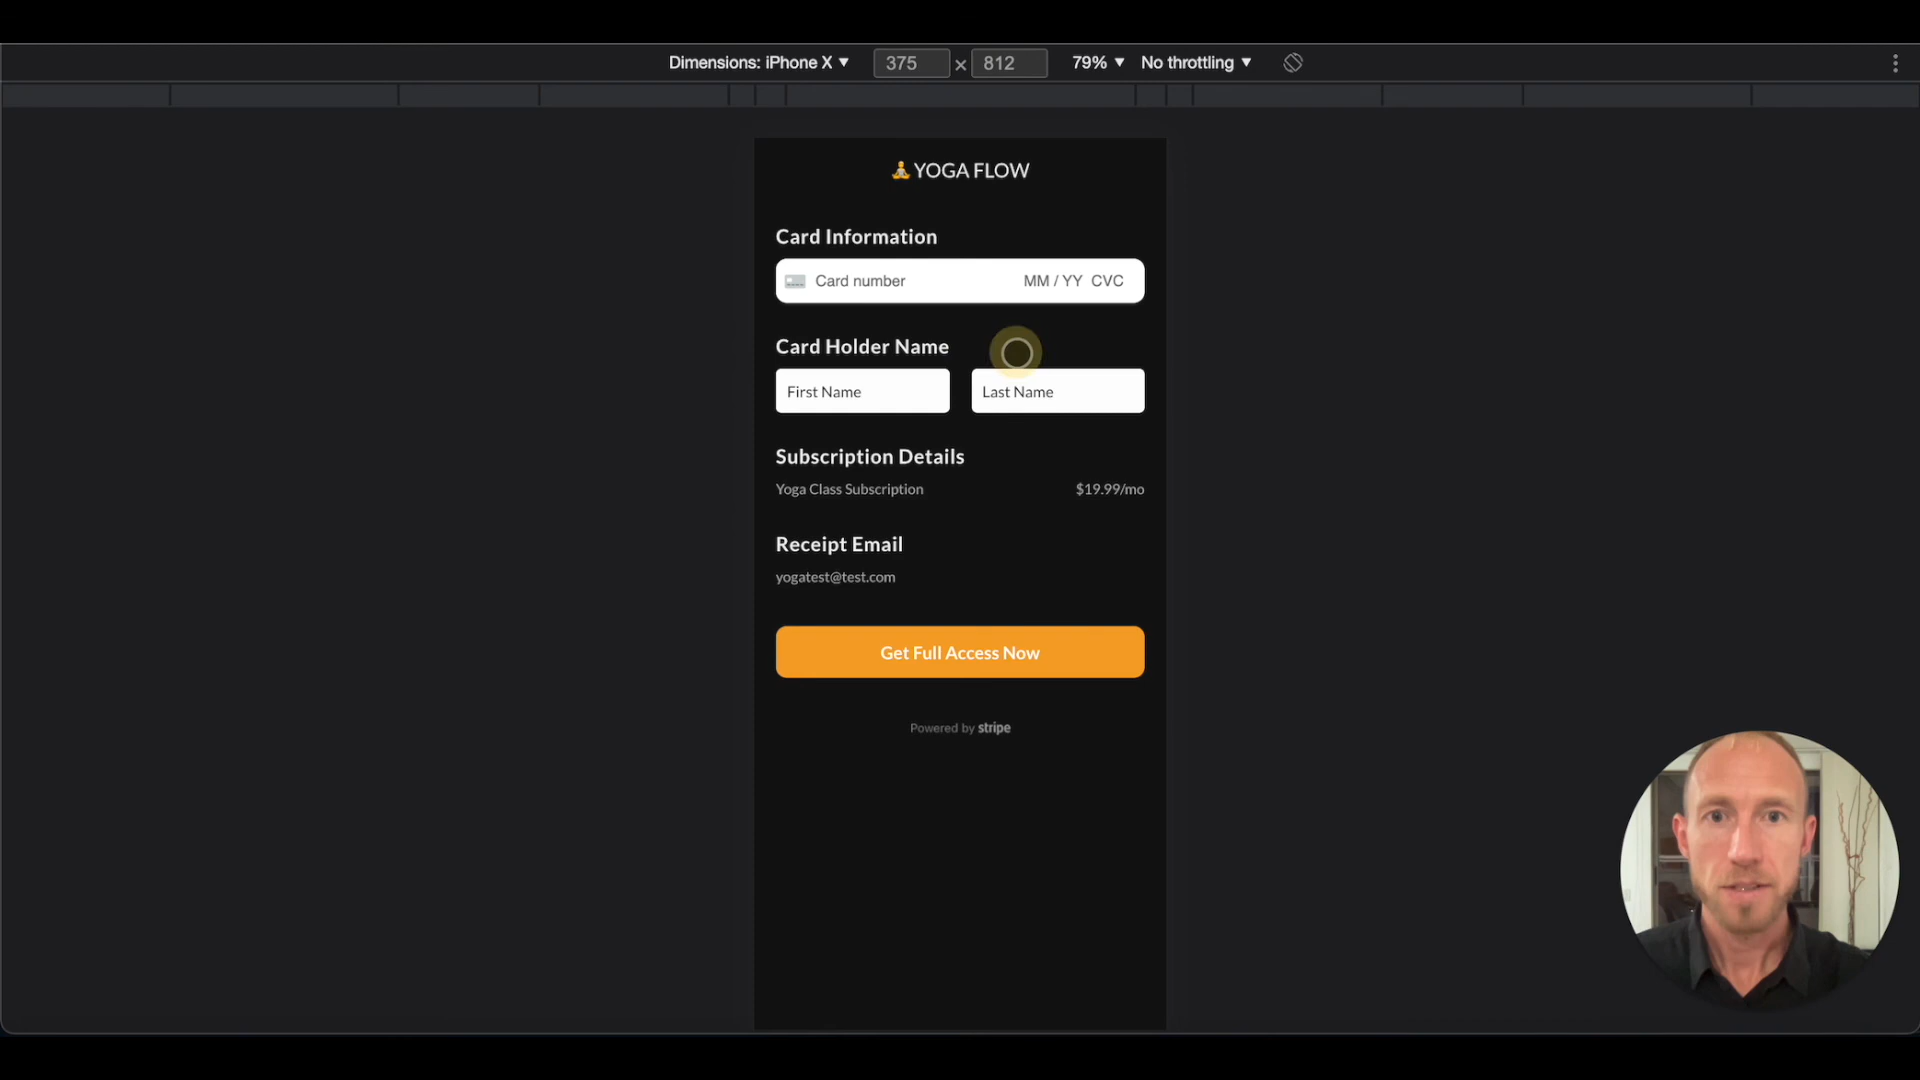 Dimensions: iPhone X ▼ 375 × 812 79% ▼ No throttling ▼
YOGA FLOW
Card Information
Card number MM / YY CVC
Card Holder Name
First Name Last Name
Subscription Details
Yoga Class Subscription $19.99/mo
Receipt Email
yogatest@test.com
Get Full Access Now
Powered by stripe